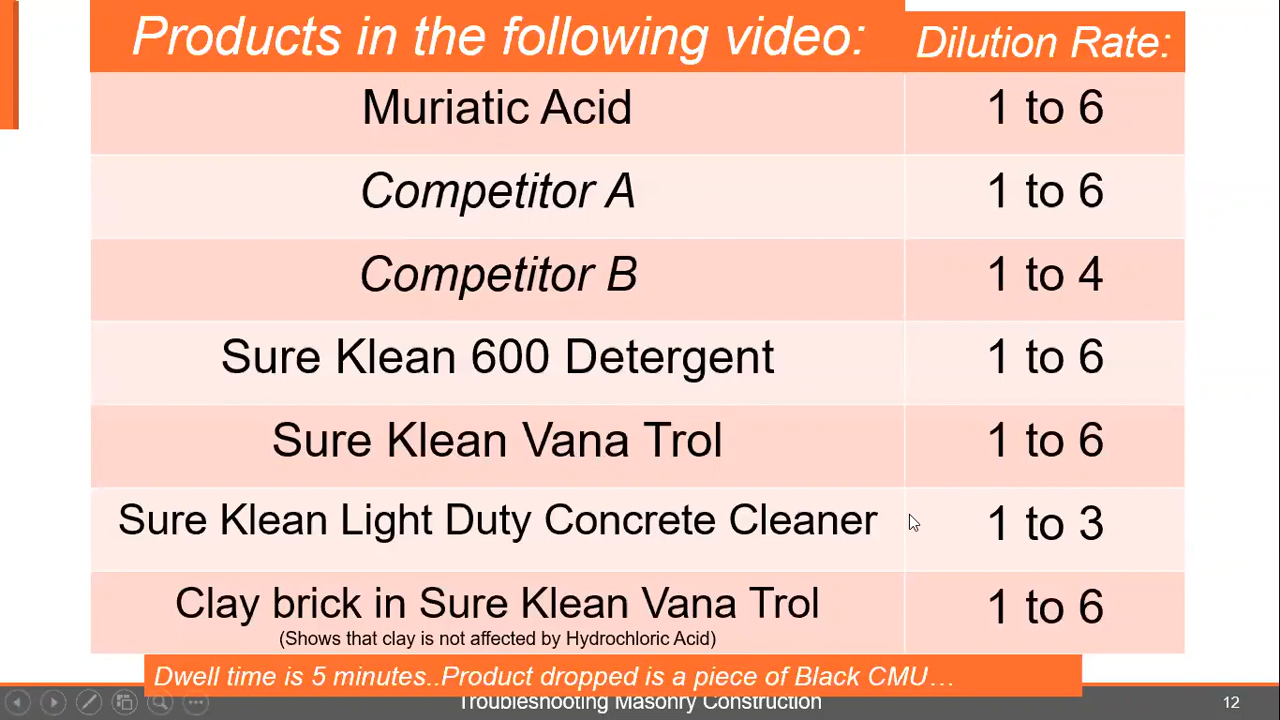 Products in the following video: Dilution Rate:
Muriatic Acid 1 to 6
Competitor A 1 to 6
Competitor B 1 to 4
Sure Klean 600 Detergent 1 to 6
Sure Klean Vana Trol 1 to 6
Sure Klean Light Duty Concrete Cleaner 1 to 3
Clay brick in Sure Klean Vana Trol 1 to 6
(Shows that clay is not affected by Hydrochloric Acid)
Dwell time is 5 minutes..Product dropped is a piece of Black CMU…
Troubleshooting Masonry Construction 12